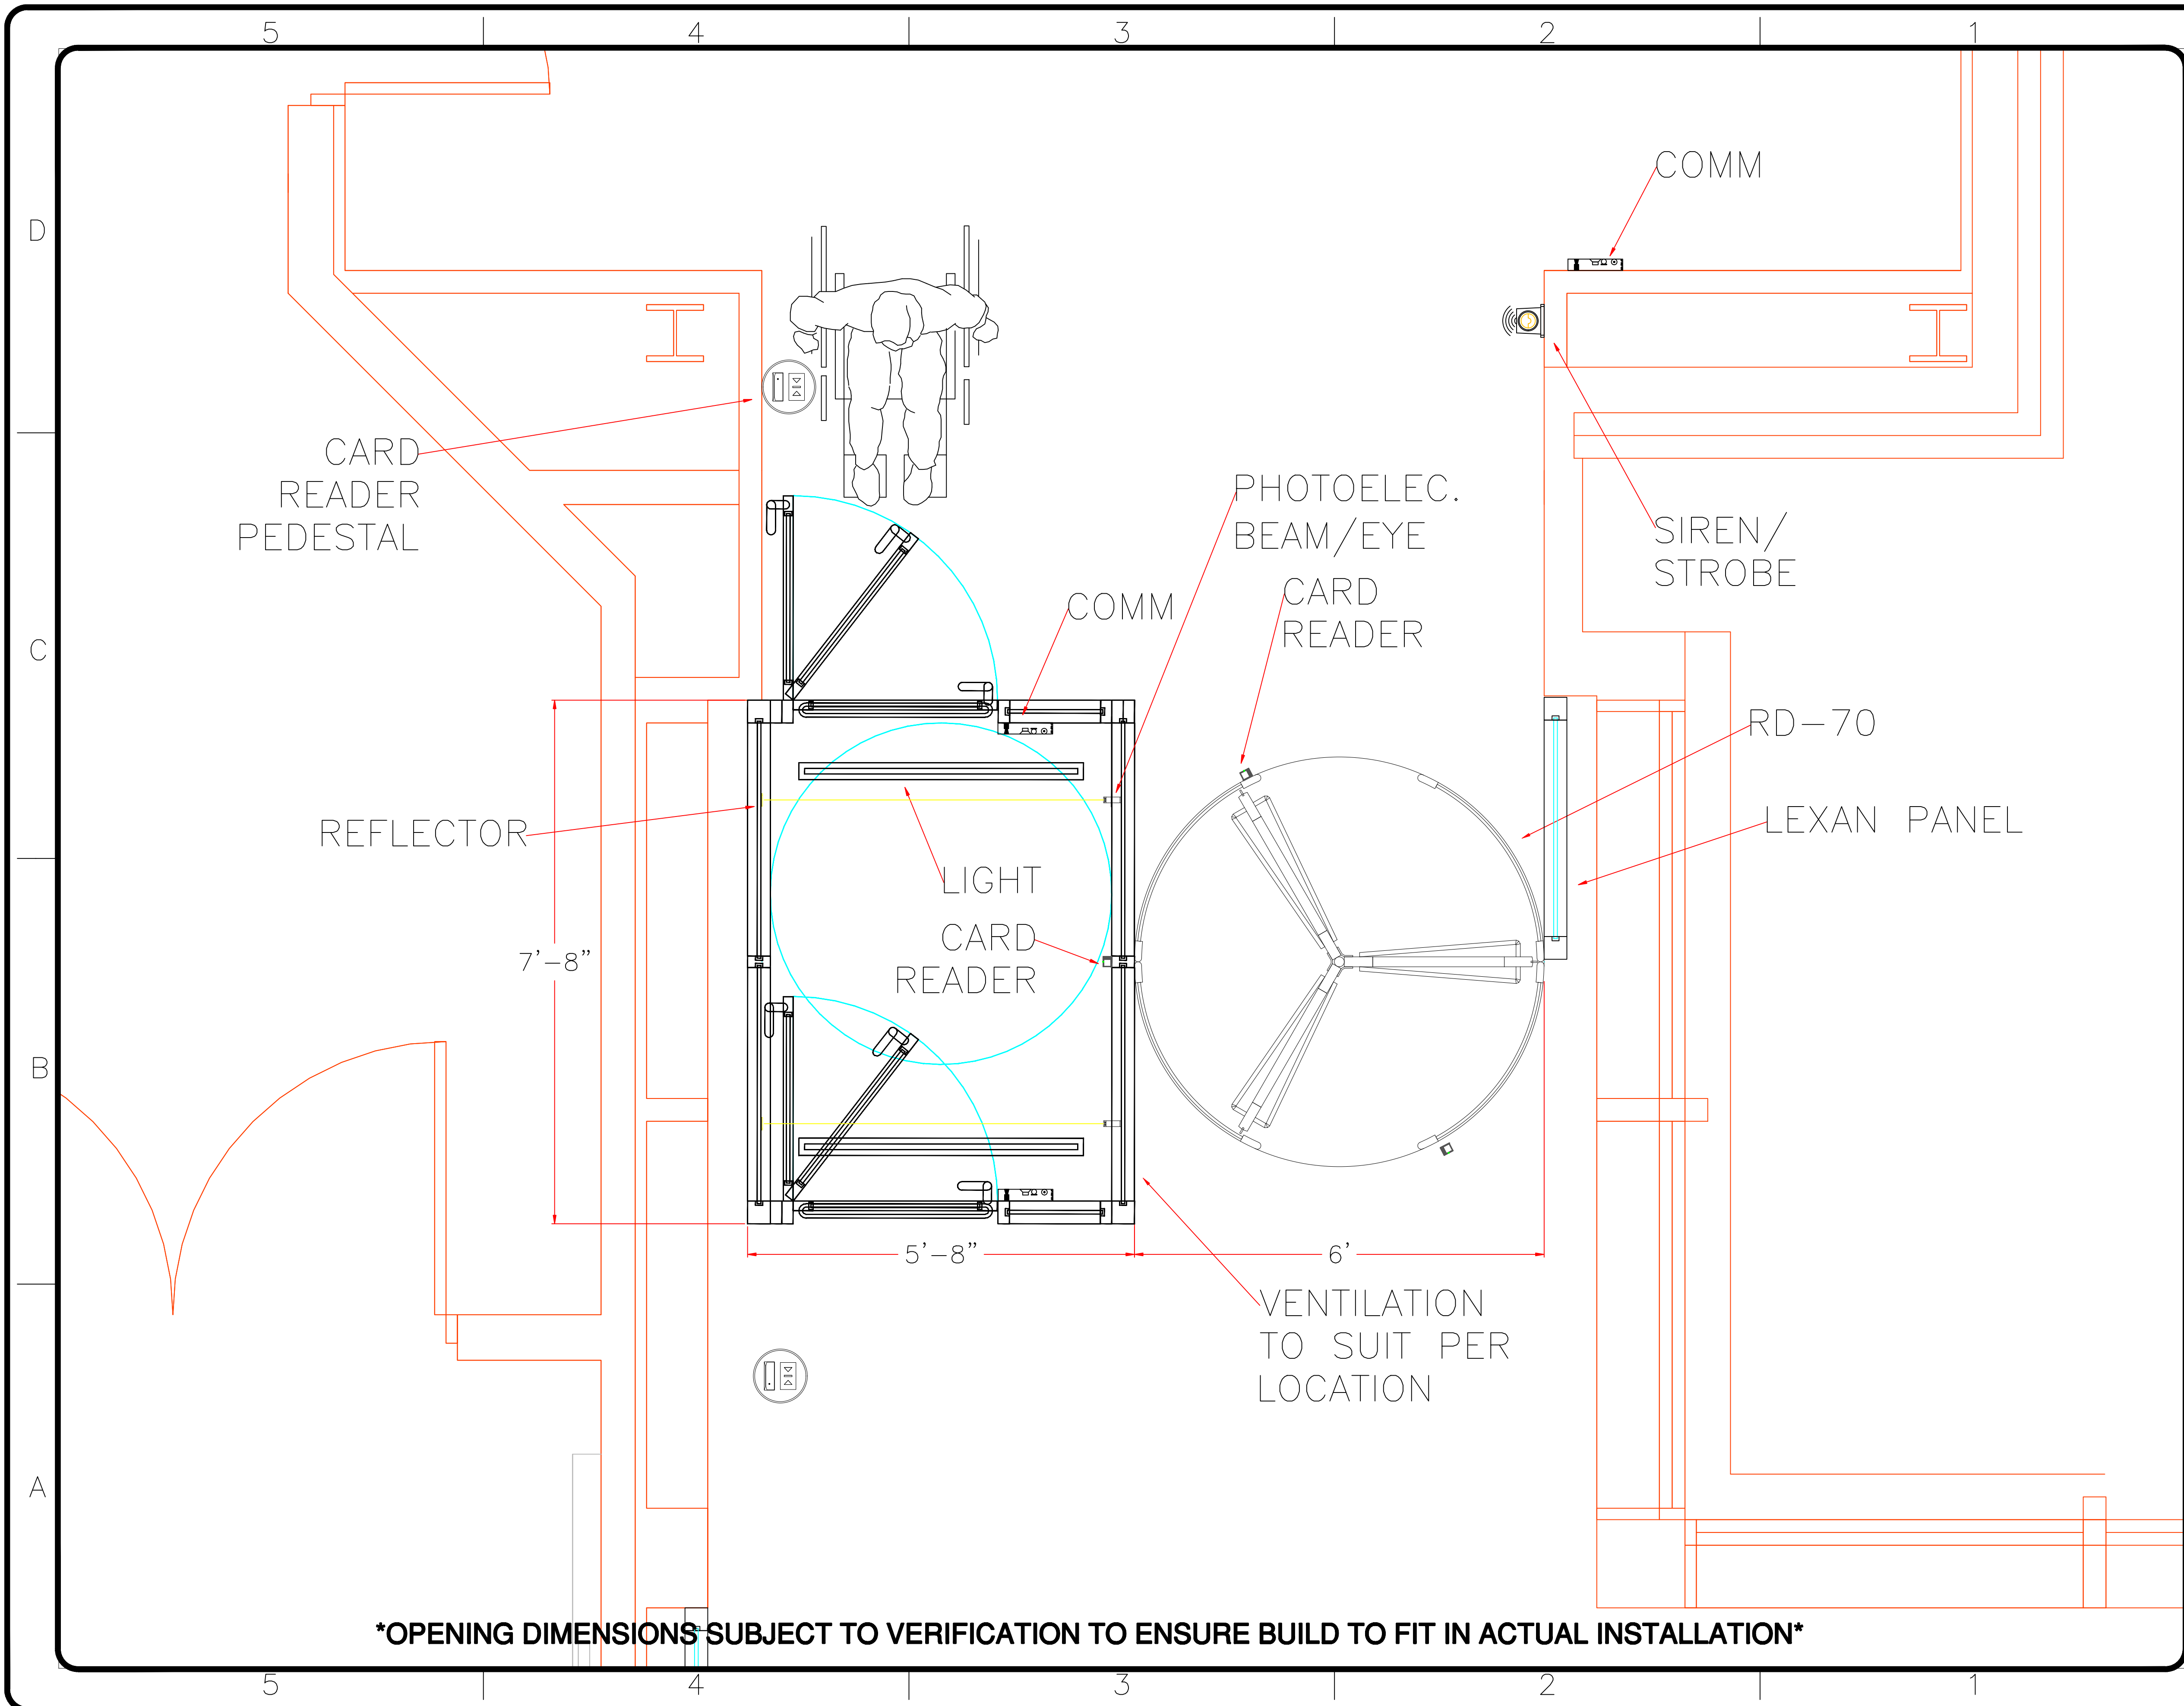 5 4 3 2 1
D
C
B
A
COMM
CARD
READER
PEDESTAL
PHOTOELEC.
BEAM/EYE
SIREN/
STROBE
COMM
CARD
READER
RD-70
REFLECTOR
LEXAN PANEL
LIGHT
CARD
READER
7'-8"
5'-8"
6'
VENTILATION
TO SUIT PER
LOCATION
*OPENING DIMENSIONS SUBJECT TO VERIFICATION TO ENSURE BUILD TO FIT IN ACTUAL INSTALLATION*
5 4 3 2 1